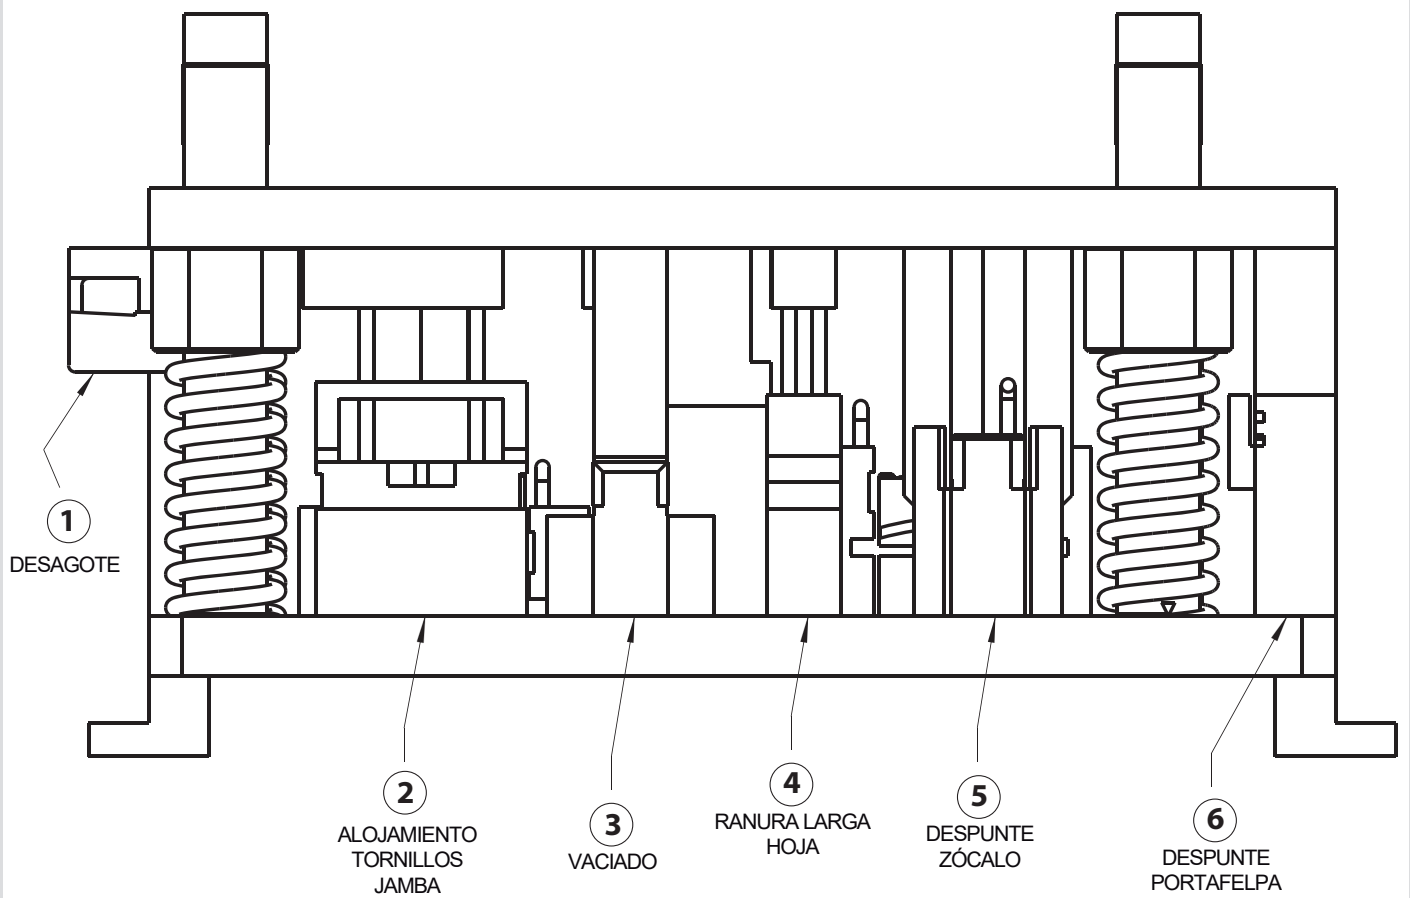 1
DESAGOTE
2
ALOJAMIENTO
TORNILLOS
JAMBA
3
VACIADO
4
RANURA LARGA
HOJA
5
DESPUNTE
ZÓCALO
6
DESPUNTE
PORTAFELPA